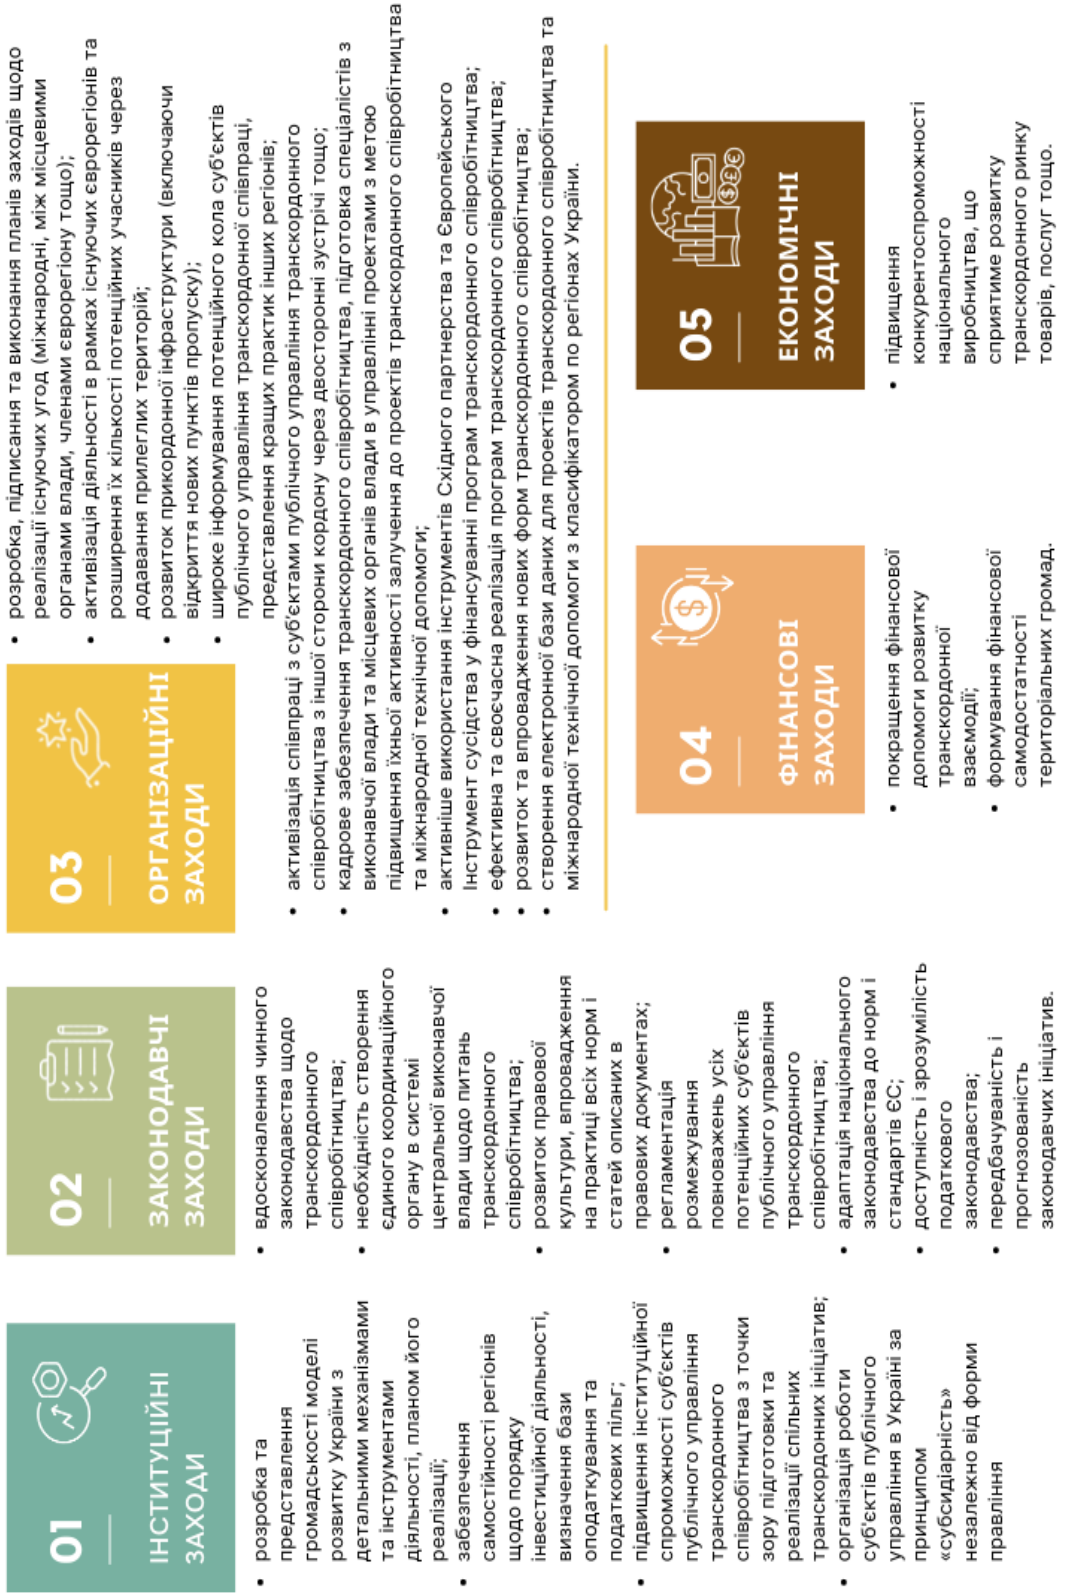 01
ІНСТИТУЦІЙНІ
ЗАХОДИ
• розробка та
представлення
громадськості моделі
розвитку України з
детальними механізмами
та інструментами
діяльності, планом його
реалізації;
• забезпечення
самостійності регіонів
щодо порядку
інвестиційної діяльності,
визначення бази
оподаткування та
податкових пільг;
• підвищення інституційної
спроможності суб'єктів
публічного управління
транскордонного
співробітництва з точки
зору підготовки та
реалізації спільних
транскордонних ініціатив;
• організація роботи
суб'єктів публічного
управління в Україні за
принципом
«субсидіарність»
незалежно від форми
правління
02
ЗАКОНОДАВЧІ
ЗАХОДИ
• вдосконалення чинного
законодавства щодо
транскордонного
співробітництва;
необхідність створення
• єдиного координаційного
органу в системі
центральної виконавчої
влади щодо питань
транскордонного
співробітництва;
• розвиток правової
культури, впровадження
на практиці всіх норм і
статей описаних в
правових документах;
• регламентація
розмежування
повноважень усіх
потенційних суб'єктів
публічного управління
транскордонного
співробітництва;
• адаптація національного
законодавства до норм і
стандартів ЄС;
• доступність і зрозумілість
податкового
законодавства;
• передбачуваність і
прогнозованість
законодавчих ініціатив.
03
ОРГАНІЗАЦІЙНІ
ЗАХОДИ
• розробка, підписання та виконання планів заходів щодо
реалізації існуючих угод (міжнародні, між місцевими
органами влади, членами єврорегіону тощо);
• активізація діяльності в рамках існуючих єврорегіонів та
розширення їх кількості потенційних учасників через
додавання прилеглих територій;
• розвиток прикордонної інфраструктури (включаючи
відкриття нових пунктів пропуску);
• широке інформування потенційного кола суб'єктів
публічного управління транскордонної співпраці,
представлення кращих практик інших регіонів;
• активізація співпраці з суб'єктами публічного управління транскордонного
співробітництва з іншої сторони кордону через двосторонні зустрічі тощо;
• кадрове забезпечення транскордонного співробітництва, підготовка спеціалістів з
виконавчої влади та місцевих органів влади в управлінні проектами з метою
підвищення їхньої активності залучення до проектів транскордонного співробітництва
та міжнародної технічної допомоги;
• активніше використання інструментів Східного партнерства та Європейського
Інструмент сусідства у фінансуванні програм транскордонного співробітництва;
• ефективна та своєчасна реалізація програм транскордонного співробітництва;
• розвиток та впровадження нових форм транскордонного співробітництва;
• створення електронної бази даних для проектів транскордонного співробітництва та
міжнародної технічної допомоги з класифікатором по регіонах України.
04
ФІНАНСОВІ
ЗАХОДИ
• покращення фінансової
допомоги розвитку
транскордонної
взаємодії;
• формування фінансової
самодостатності
територіальних громад.
05
ЕКОНОМІЧНІ
ЗАХОДИ
• підвищення
конкурентоспроможності
національного
виробництва, що
сприятиме розвитку
транскордонного ринку
товарів, послуг тощо.